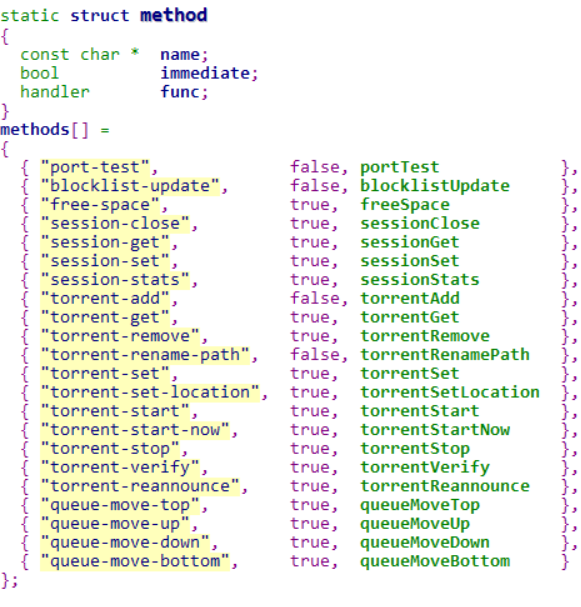 static struct method
{
  const char *  name;
  bool          immediate;
  handler       func;
}
methods[] =
{
  { "port-test",             false, portTest            },
  { "blocklist-update",      false, blocklistUpdate     },
  { "free-space",            true,  freeSpace           },
  { "session-close",         true,  sessionClose        },
  { "session-get",           true,  sessionGet          },
  { "session-set",           true,  sessionSet          },
  { "session-stats",         true,  sessionStats        },
  { "torrent-add",           false, torrentAdd          },
  { "torrent-get",           true,  torrentGet          },
  { "torrent-remove",        true,  torrentRemove       },
  { "torrent-rename-path",   false, torrentRenamePath   },
  { "torrent-set",           true,  torrentSet          },
  { "torrent-set-location",  true,  torrentSetLocation  },
  { "torrent-start",         true,  torrentStart        },
  { "torrent-start-now",     true,  torrentStartNow     },
  { "torrent-stop",          true,  torrentStop         },
  { "torrent-verify",        true,  torrentVerify       },
  { "torrent-reannounce",    true,  torrentReannounce   },
  { "queue-move-top",        true,  queueMoveTop        },
  { "queue-move-up",         true,  queueMoveUp         },
  { "queue-move-down",       true,  queueMoveDown       },
  { "queue-move-bottom",     true,  queueMoveBottom     }
};